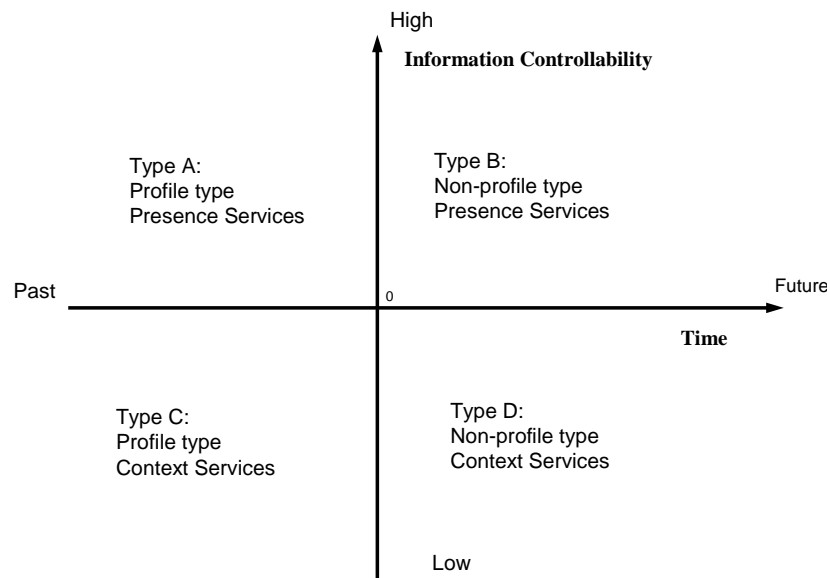 High
Information Controllability
Type A:
Profile type
Presence Services
Type B:
Non-profile type
Presence Services
Past
0
Future
Time
Type C:
Profile type
Context Services
Type D:
Non-profile type
Context Services
Low